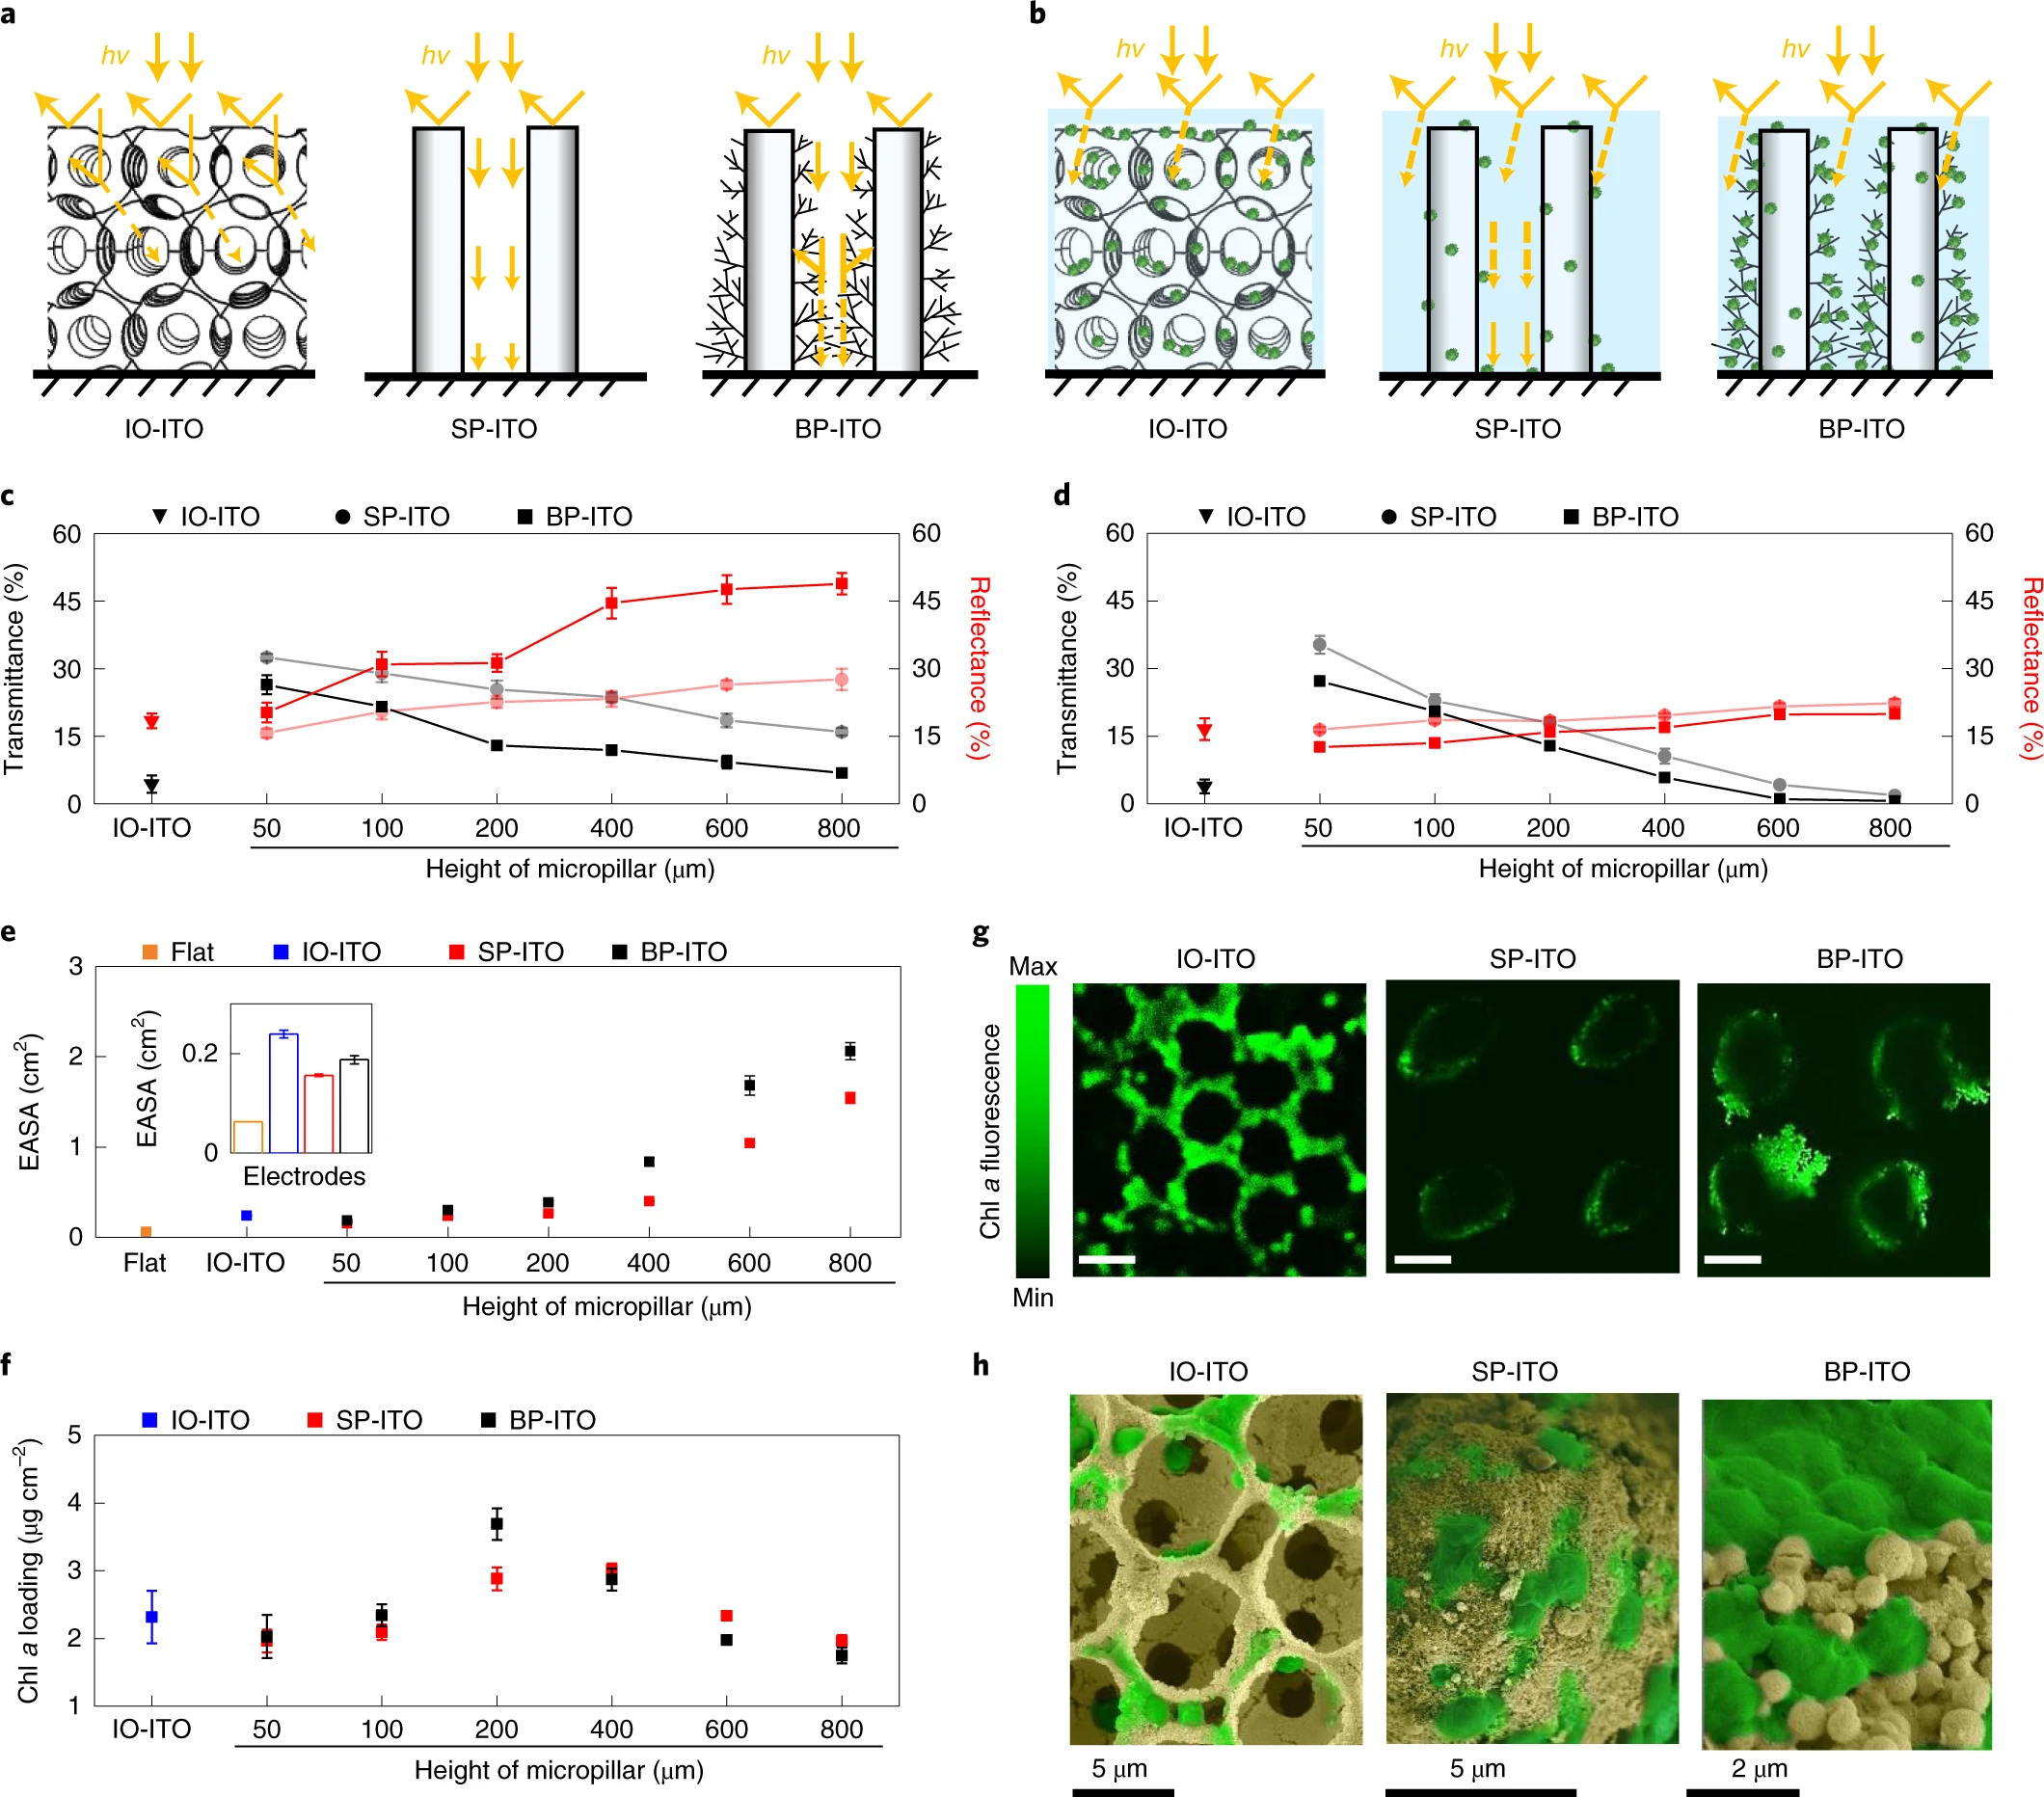 a
hν
hν
hν
IO-ITO
SP-ITO
BP-ITO
b
hν
hν
hν
IO-ITO
SP-ITO
BP-ITO
c
IO-ITO
SP-ITO
BP-ITO
Transmittance (%)
60
45
30
15
0
60
45
30
15
0
Reflectance (%)
IO-ITO
50
100
200
400
600
800
Height of micropillar (μm)
d
IO-ITO
SP-ITO
BP-ITO
Transmittance (%)
60
45
30
15
0
60
45
30
15
0
Reflectance (%)
IO-ITO
50
100
200
400
600
800
Height of micropillar (μm)
e
Flat
IO-ITO
SP-ITO
BP-ITO
EASA (cm²)
3
2
1
0
EASA (cm²)
0.2
0
Electrodes
Flat
IO-ITO
50
100
200
400
600
800
Height of micropillar (μm)
g
Max
Chl a fluorescence
Min
IO-ITO
SP-ITO
BP-ITO
f
IO-ITO
SP-ITO
BP-ITO
Chl a loading (μg cm⁻²)
5
4
3
2
1
IO-ITO
50
100
200
400
600
800
Height of micropillar (μm)
h
IO-ITO
SP-ITO
BP-ITO
5 μm
5 μm
2 μm